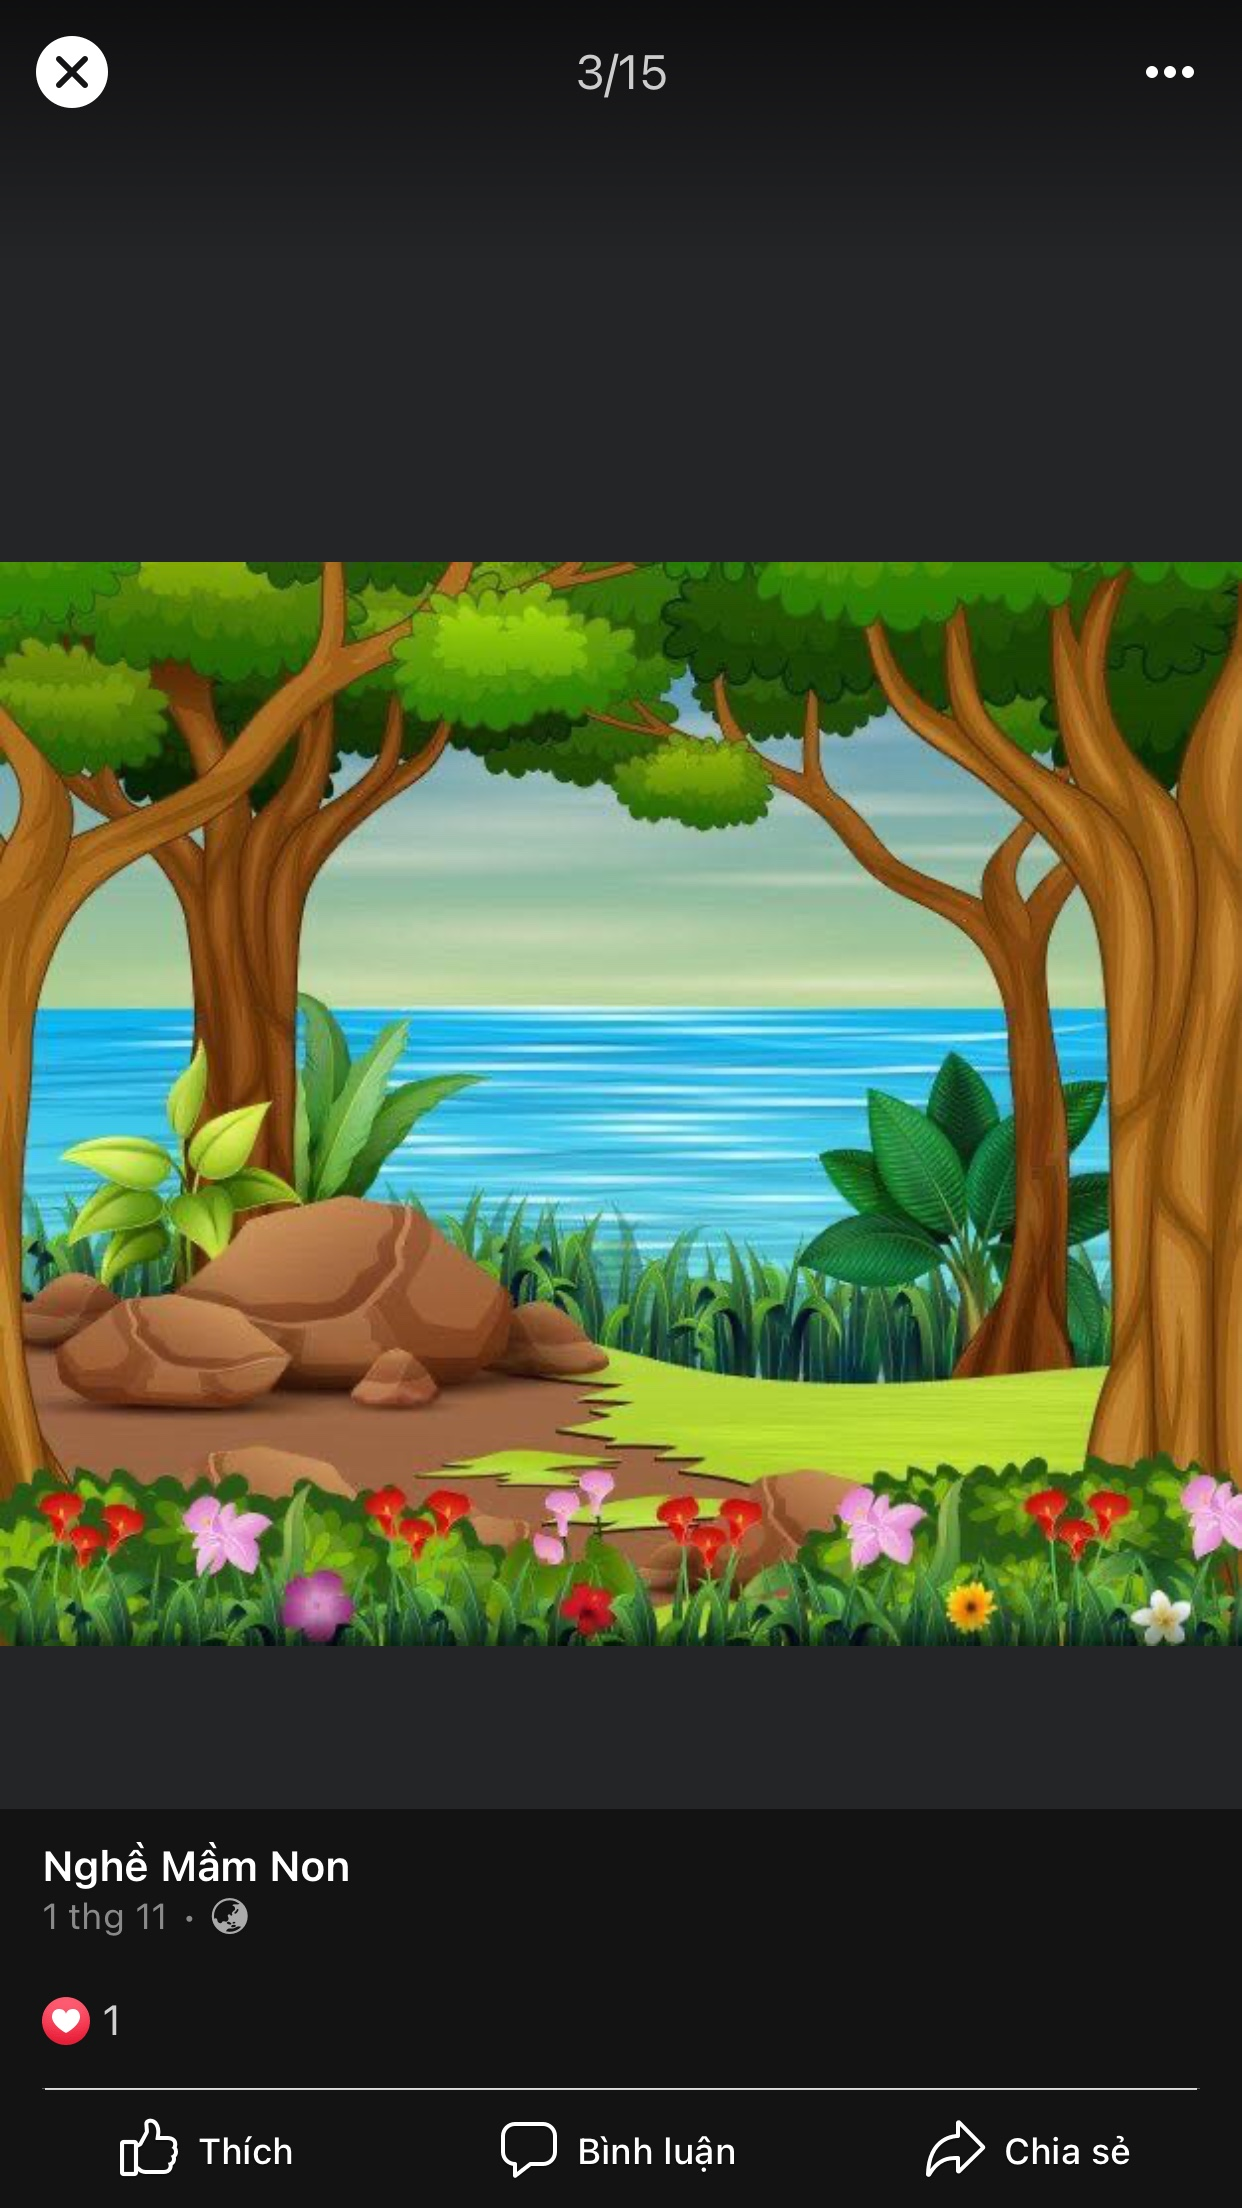 3/15
Nghề Mầm Non
1 thg 11 ·
1
Thích
Bình luận
Chia sẻ